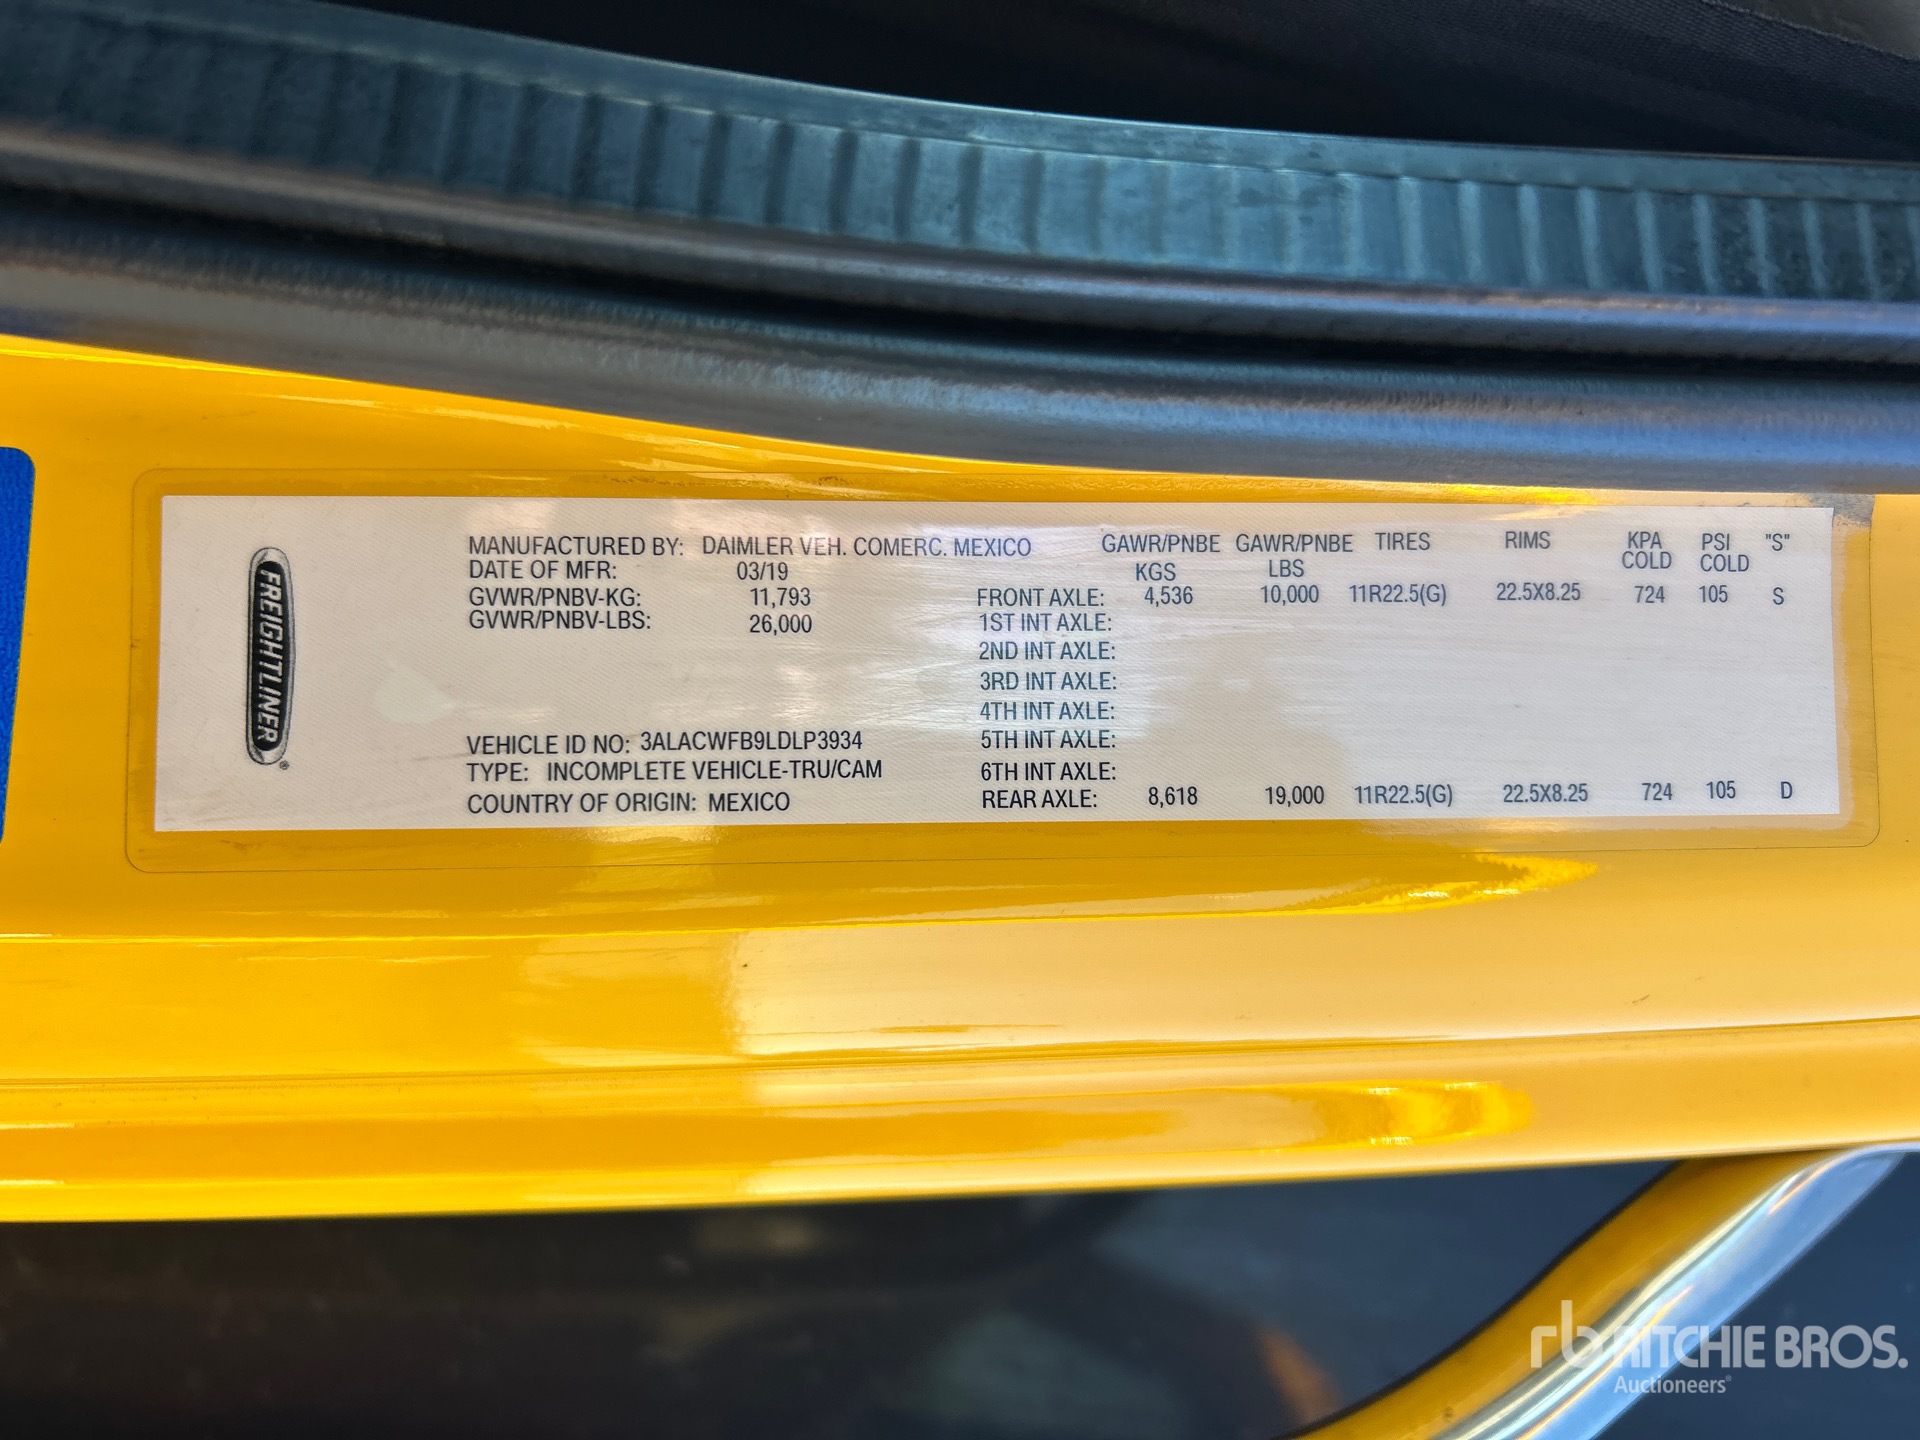 FREIGHTLINER®
MANUFACTURED BY: DAIMLER VEH. COMERC. MEXICO
DATE OF MFR: 03/19
GVWR/PNBV-KG: 11,793
GVWR/PNBV-LBS: 26,000
VEHICLE ID NO: 3ALACWFB9LDLP3934
TYPE: INCOMPLETE VEHICLE-TRU/CAM
COUNTRY OF ORIGIN: MEXICO
GAWR/PNBE GAWR/PNBE TIRES RIMS KPA PSI "S"
KGS LBS COLD COLD
FRONT AXLE: 4,536 10,000 11R22.5(G) 22.5X8.25 724 105 S
1ST INT AXLE:
2ND INT AXLE:
3RD INT AXLE:
4TH INT AXLE:
5TH INT AXLE:
6TH INT AXLE:
REAR AXLE: 8,618 19,000 11R22.5(G) 22.5X8.25 724 105 D
rb RITCHIE BROS.
Auctioneers®